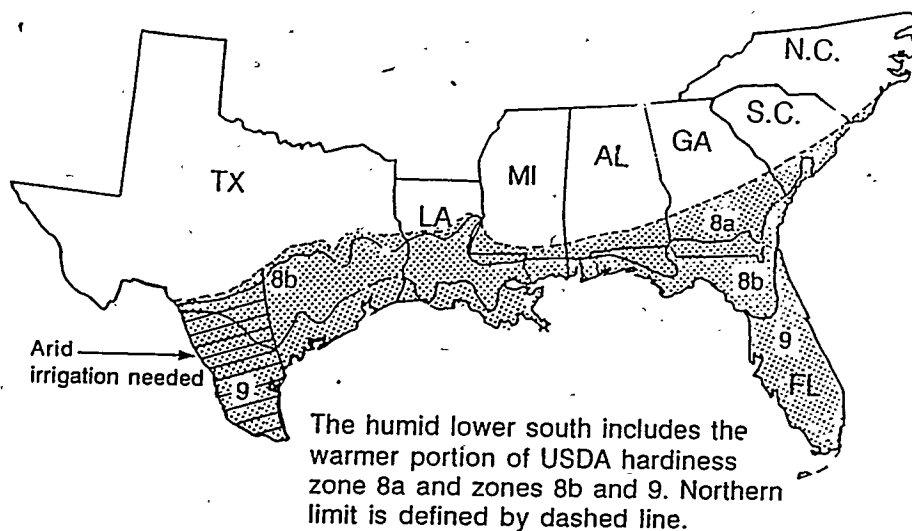 N.C.
S.C.
GA
AL
MI
TX
LA
8a
8b
8b
9
FL
Arid
irrigation needed
9
The humid lower south includes the
warmer portion of USDA hardiness
zone 8a and zones 8b and 9. Northern
limit is defined by dashed line.